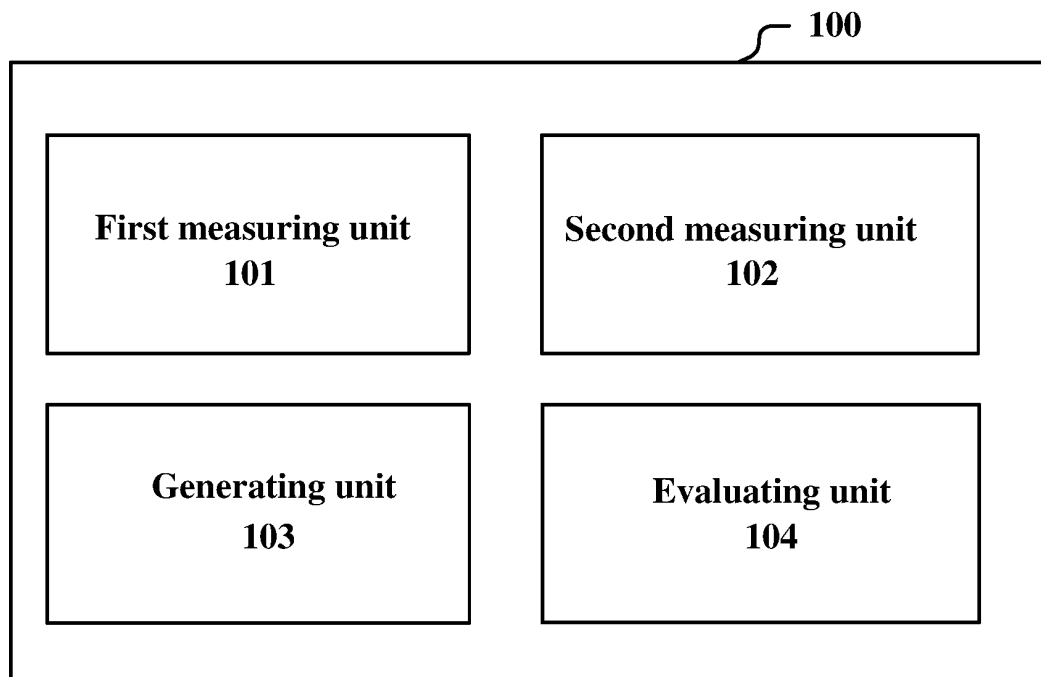 100
First measuring unit
101
Second measuring unit
102
Generating unit
103
Evaluating unit
104